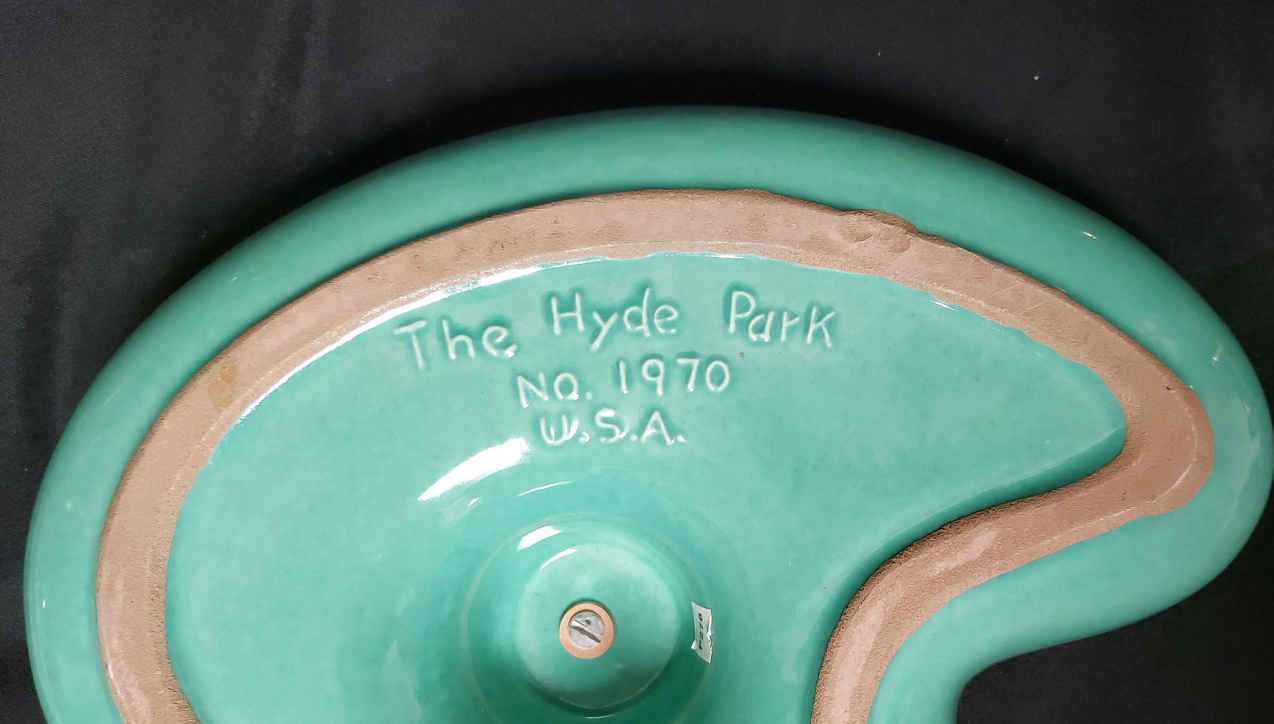 The Hyde Park
NO. 1970
U.S.A.